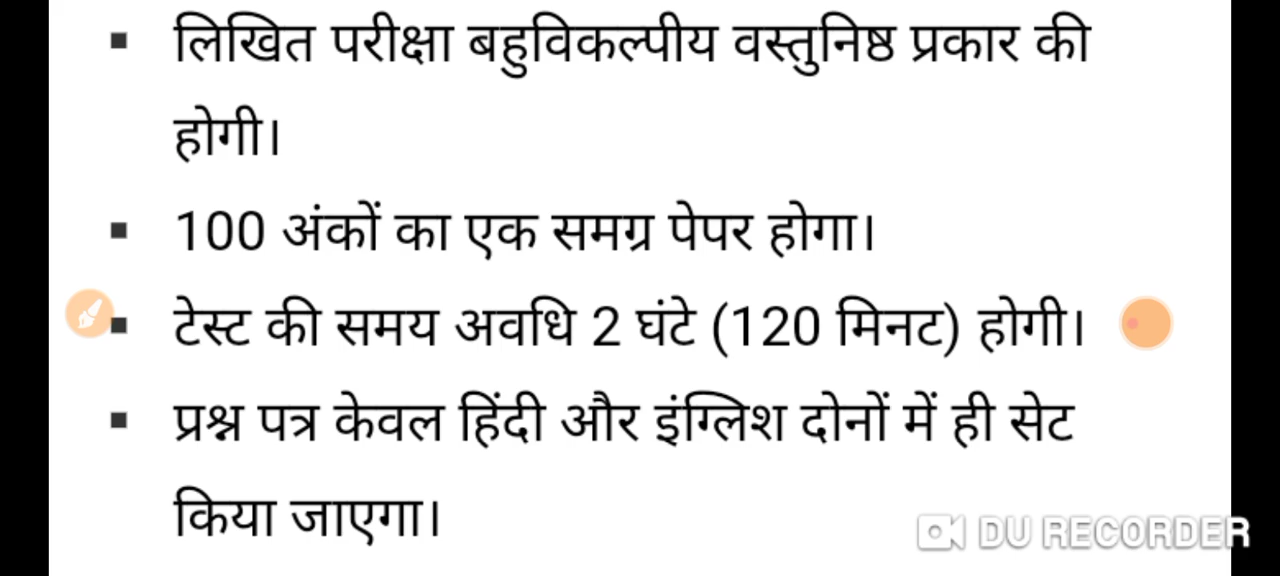 ▪ लिखित परीक्षा बहुविकल्पीय वस्तुनिष्ठ प्रकार की
होगी।
▪ 100 अंकों का एक समग्र पेपर होगा।
▪ टेस्ट की समय अवधि 2 घंटे (120 मिनट) होगी।
▪ प्रश्न पत्र केवल हिंदी और इंग्लिश दोनों में ही सेट
किया जाएगा।
DU RECORDER